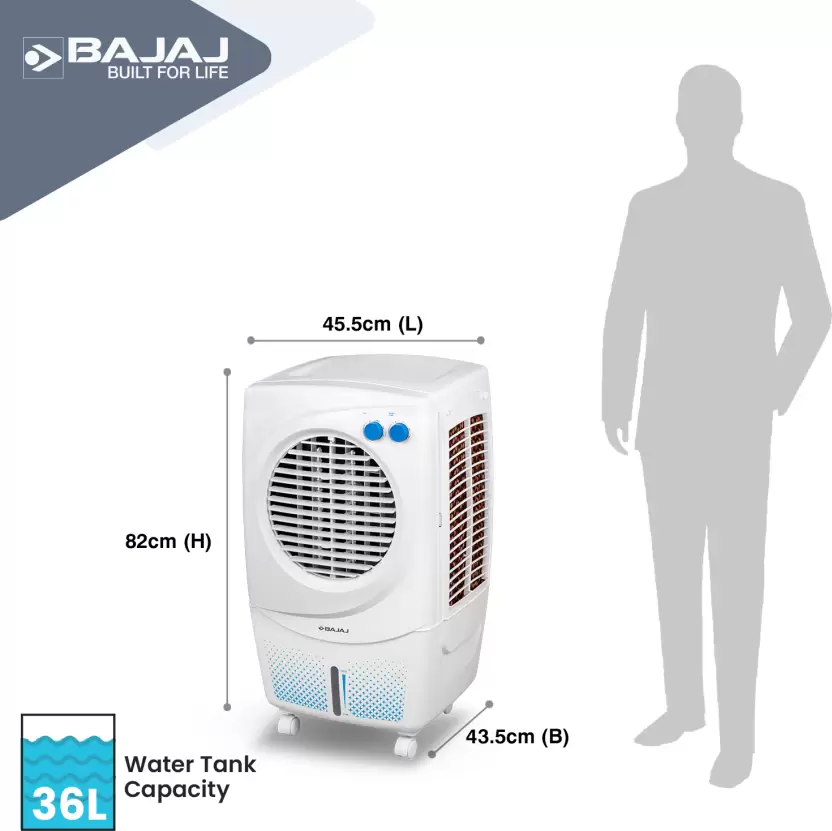 BAJAJ
BUILT FOR LIFE
45.5cm (L)
82cm (H)
BAJAJ
43.5cm (B)
36L
Water Tank
Capacity